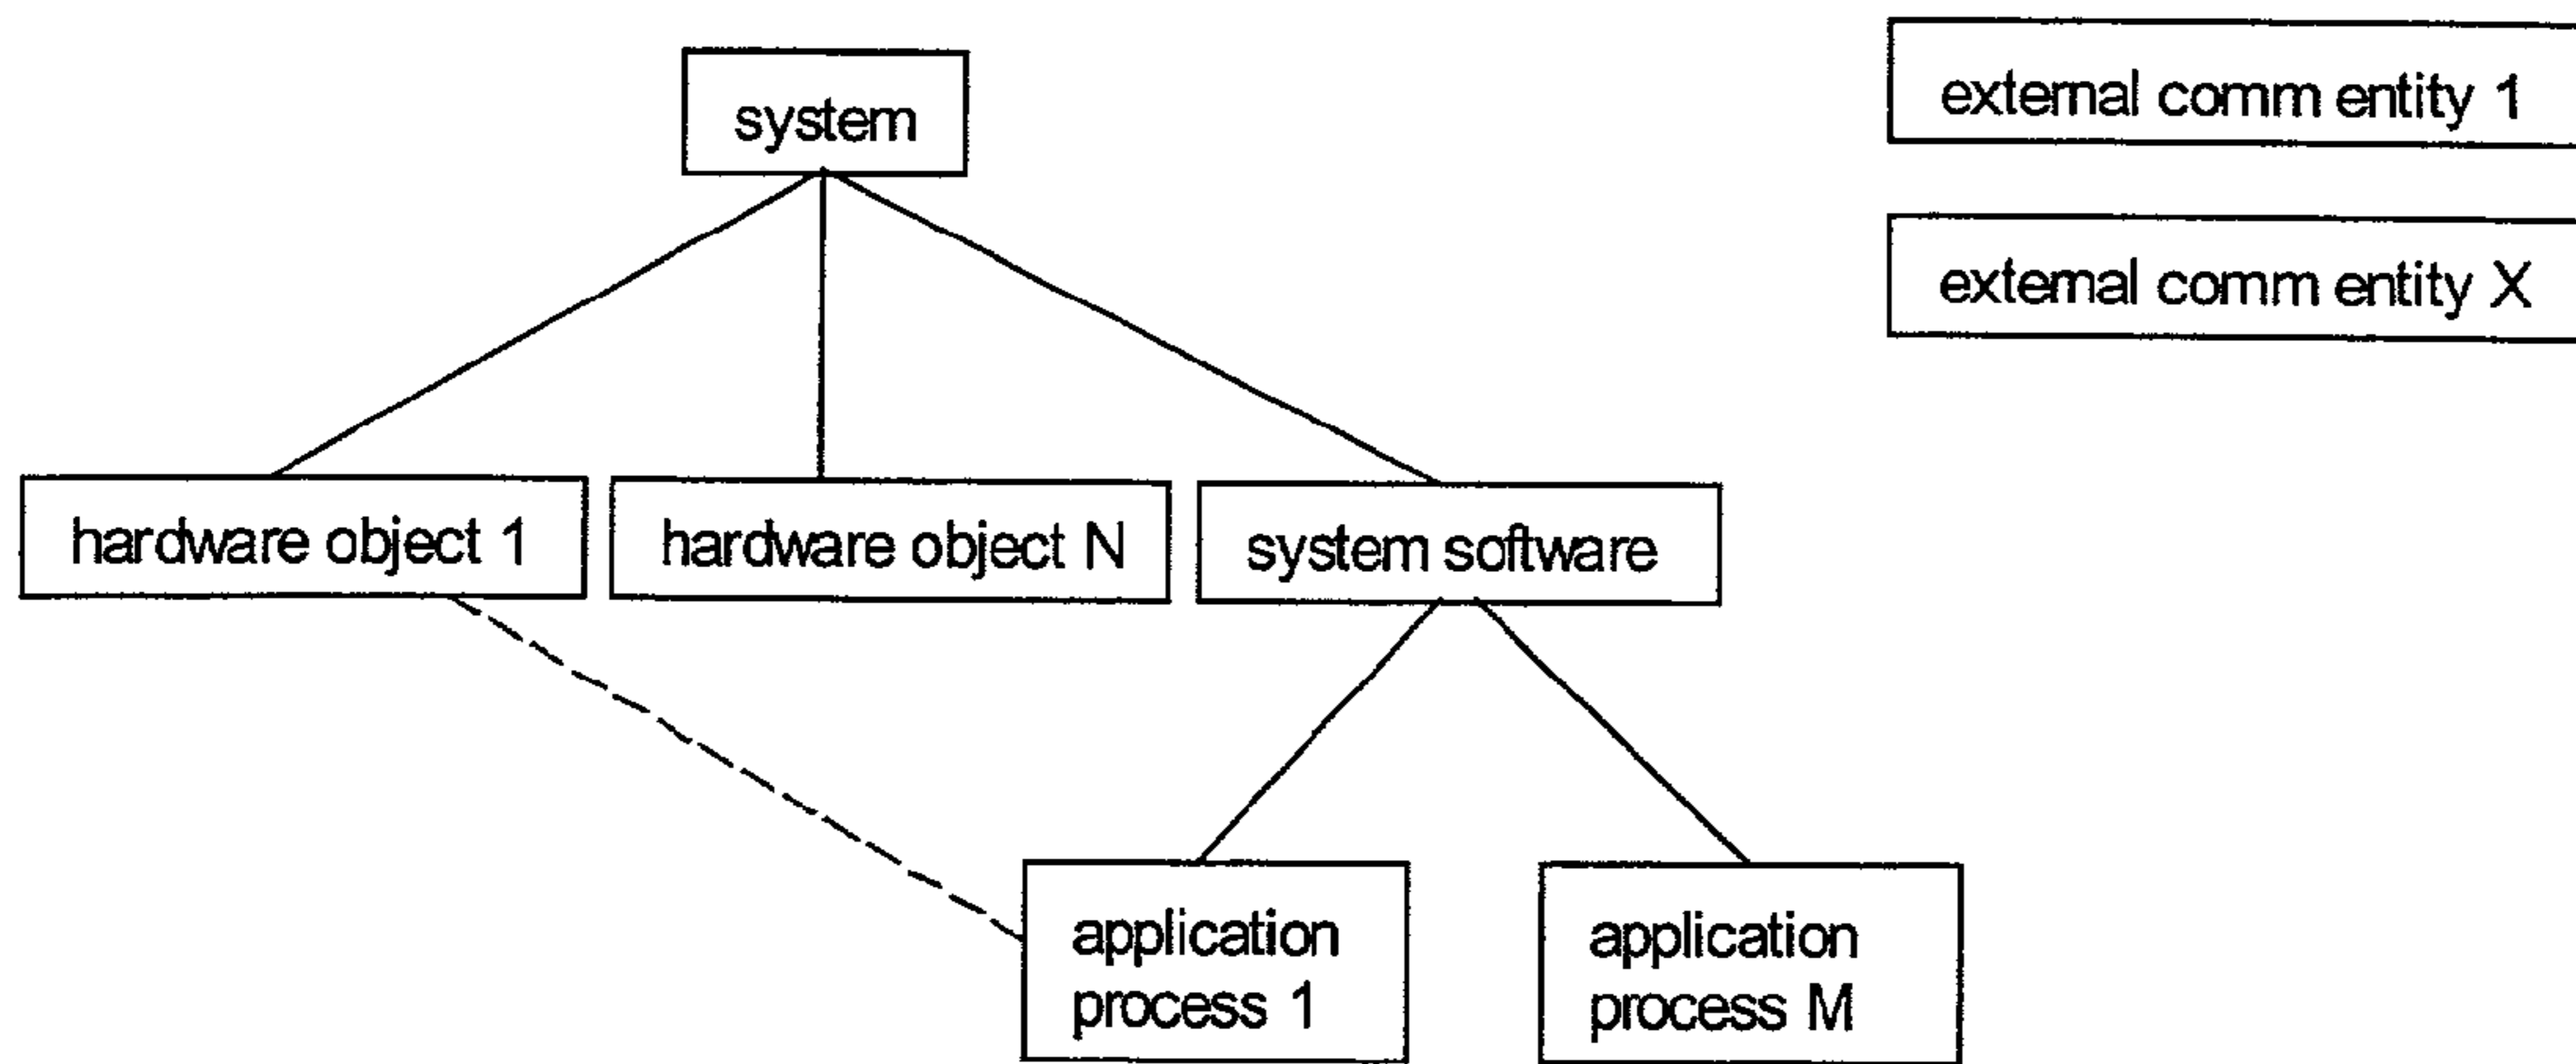 system
external comm entity 1
external comm entity X
hardware object 1
hardware object N
system software
application
process 1
application
process M